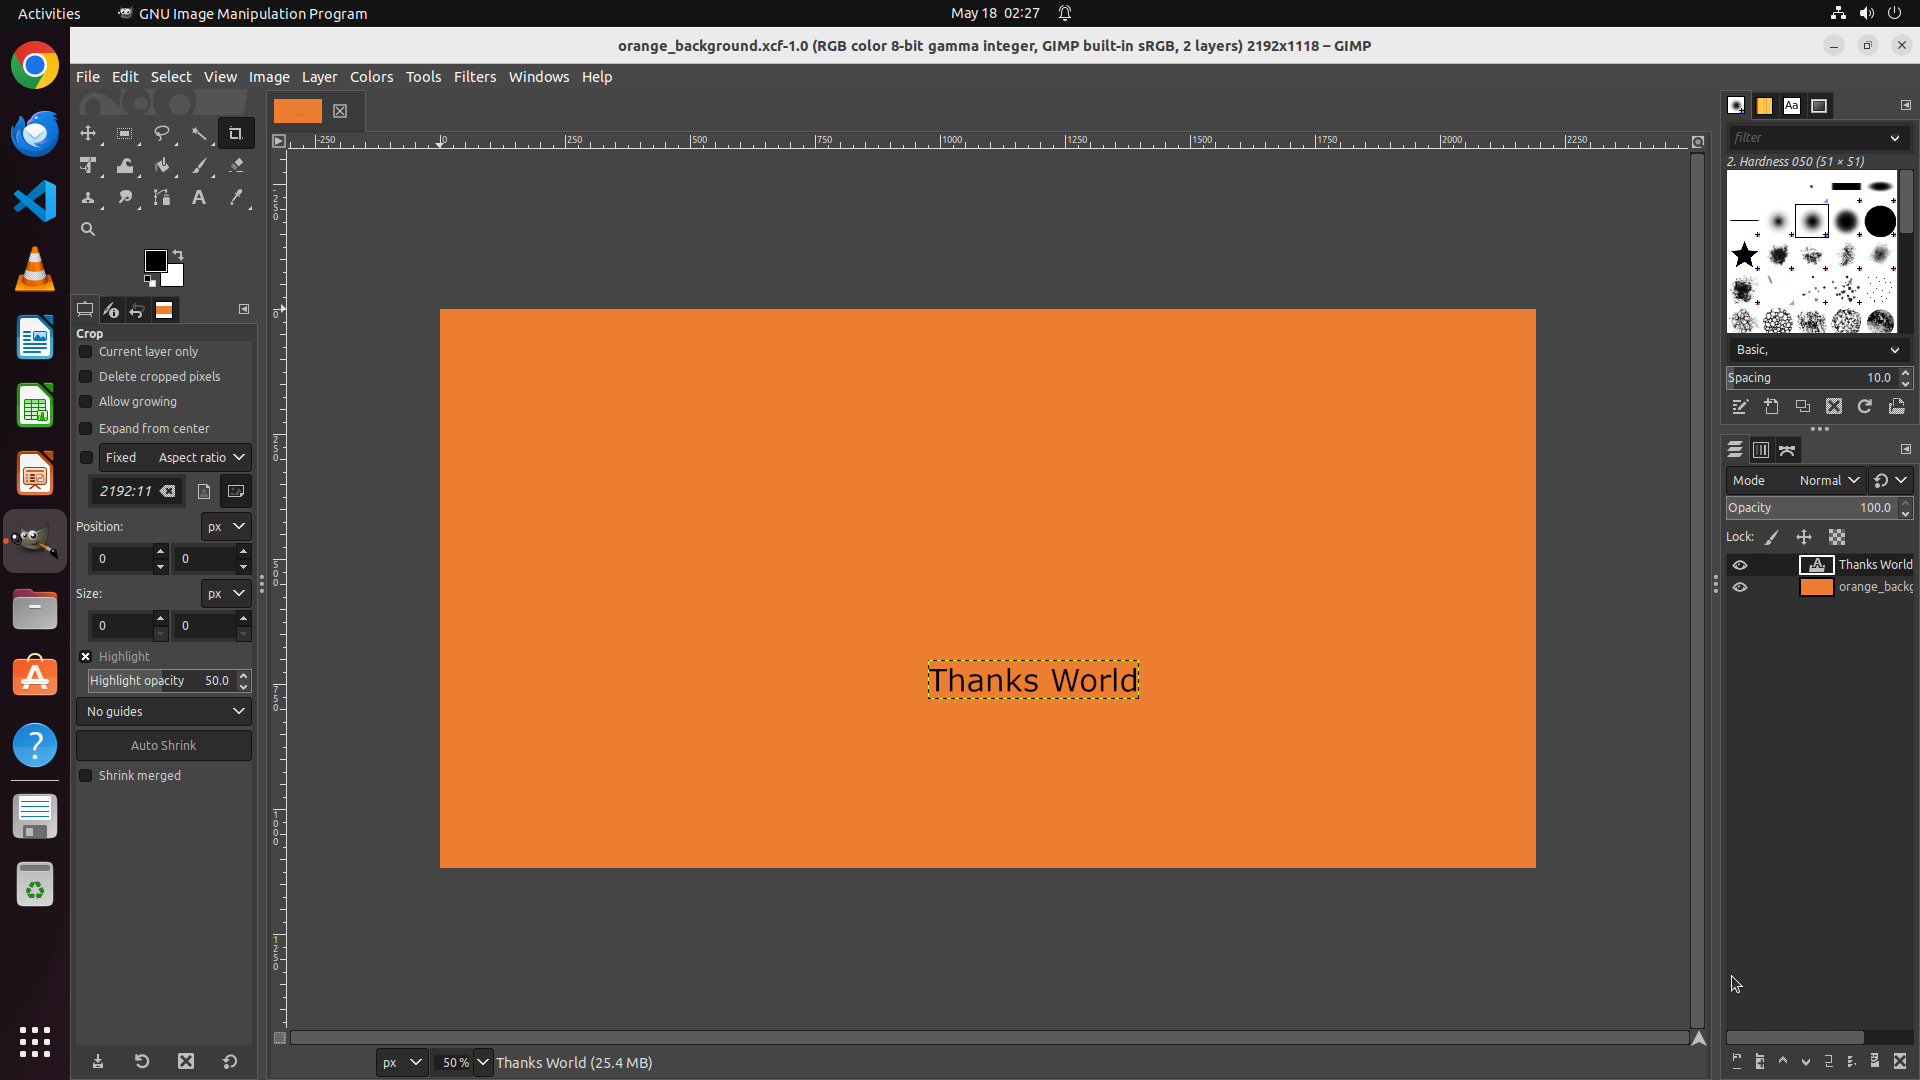 Activities
GNU Image Manipulation Program
May 18 02:27
orange_background.xcf-1.0 (RGB color 8-bit gamma integer, GIMP built-in sRGB, 2 layers) 2192x1118 – GIMP
File Edit Select View Image Layer Colors Tools Filters Windows Help
-250 0 250 500 750 1000 1250 1500 1750 2000 2250
filter
2. Hardness 050 (51 × 51)
Basic,
Spacing 10.0
Crop
Current layer only
Delete cropped pixels
Allow growing
Expand from center
Fixed Aspect ratio
2192:11
Position: px
0 0
Size: px
0 0
Highlight
Highlight opacity 50.0
No guides
Auto Shrink
Shrink merged
Mode Normal
Opacity 100.0
Lock:
Thanks World
orange_backg
Thanks World
px 50 % Thanks World (25.4 MB)